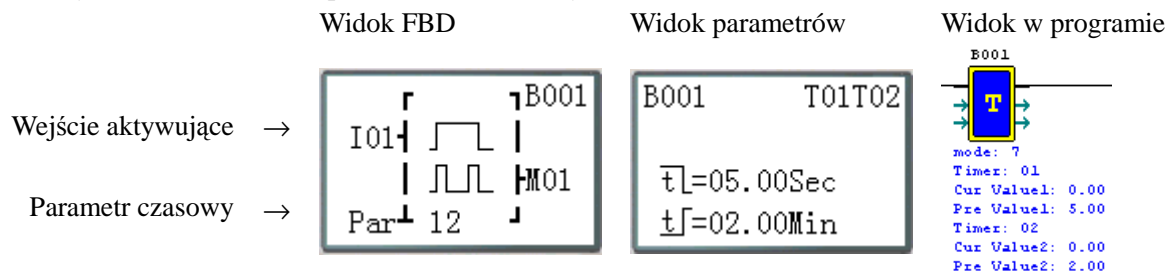 Widok FBD Widok parametrów Widok w programie
B001
B001
B001 T01T02
Wejście aktywujące →
I01
T
mode: 7
Timer: 01
t=05.00Sec
M01
Cur Value1: 0.00
Parametr czasowy →
Par 12
t=02.00Min
Pre Value1: 5.00
Timer: 02
Cur Value2: 0.00
Pre Value2: 2.00